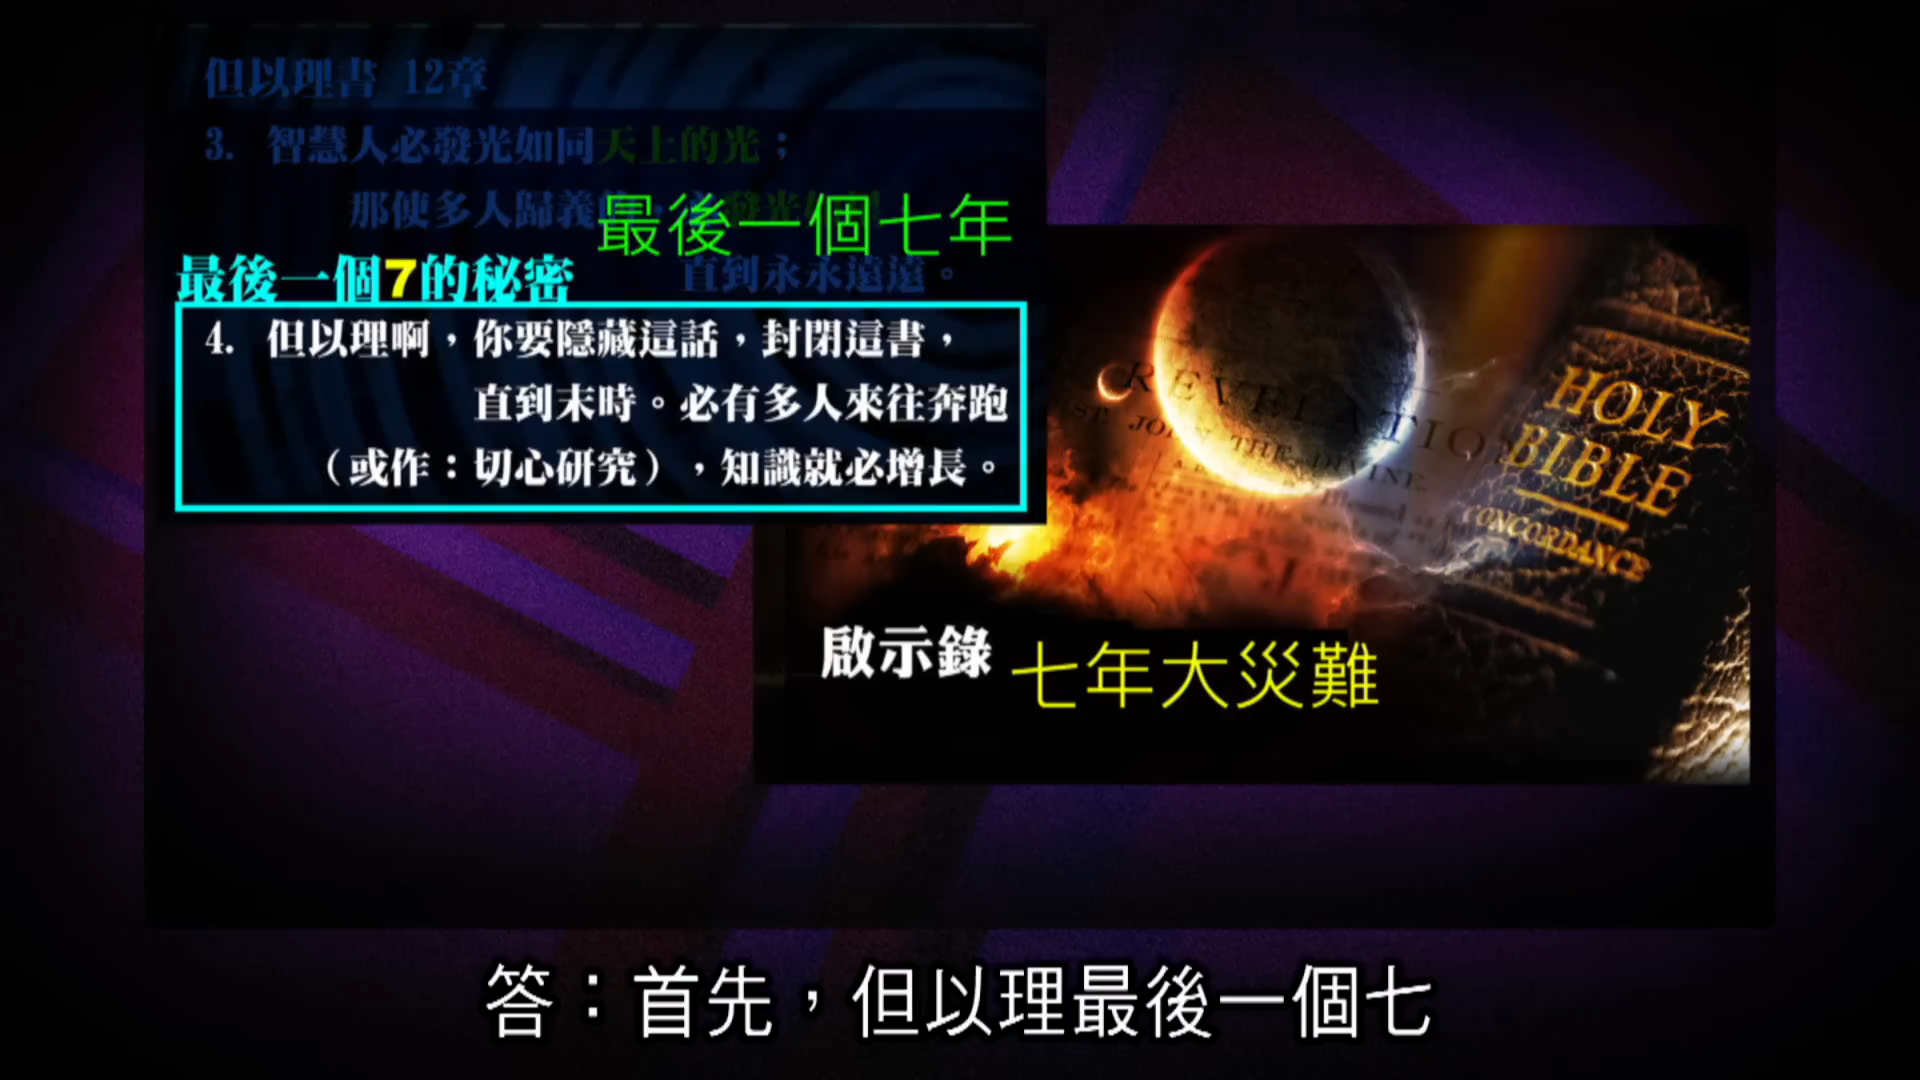 但以理書 12章
3. 智慧人必發光如同天上的光；
那使多人歸義
最後一個七年
直到永永遠遠。
最後一個7的秘密
4. 但以理啊，你要隱藏這話，封閉這書，
直到末時。必有多人來往奔跑
（或作：切心研究），知識就必增長。
REVELATION
ST. JOHN THE DIVINE.
HOLY
BIBLE
CONCORDANCE
啟示錄 七年大災難
答：首先，但以理最後一個七